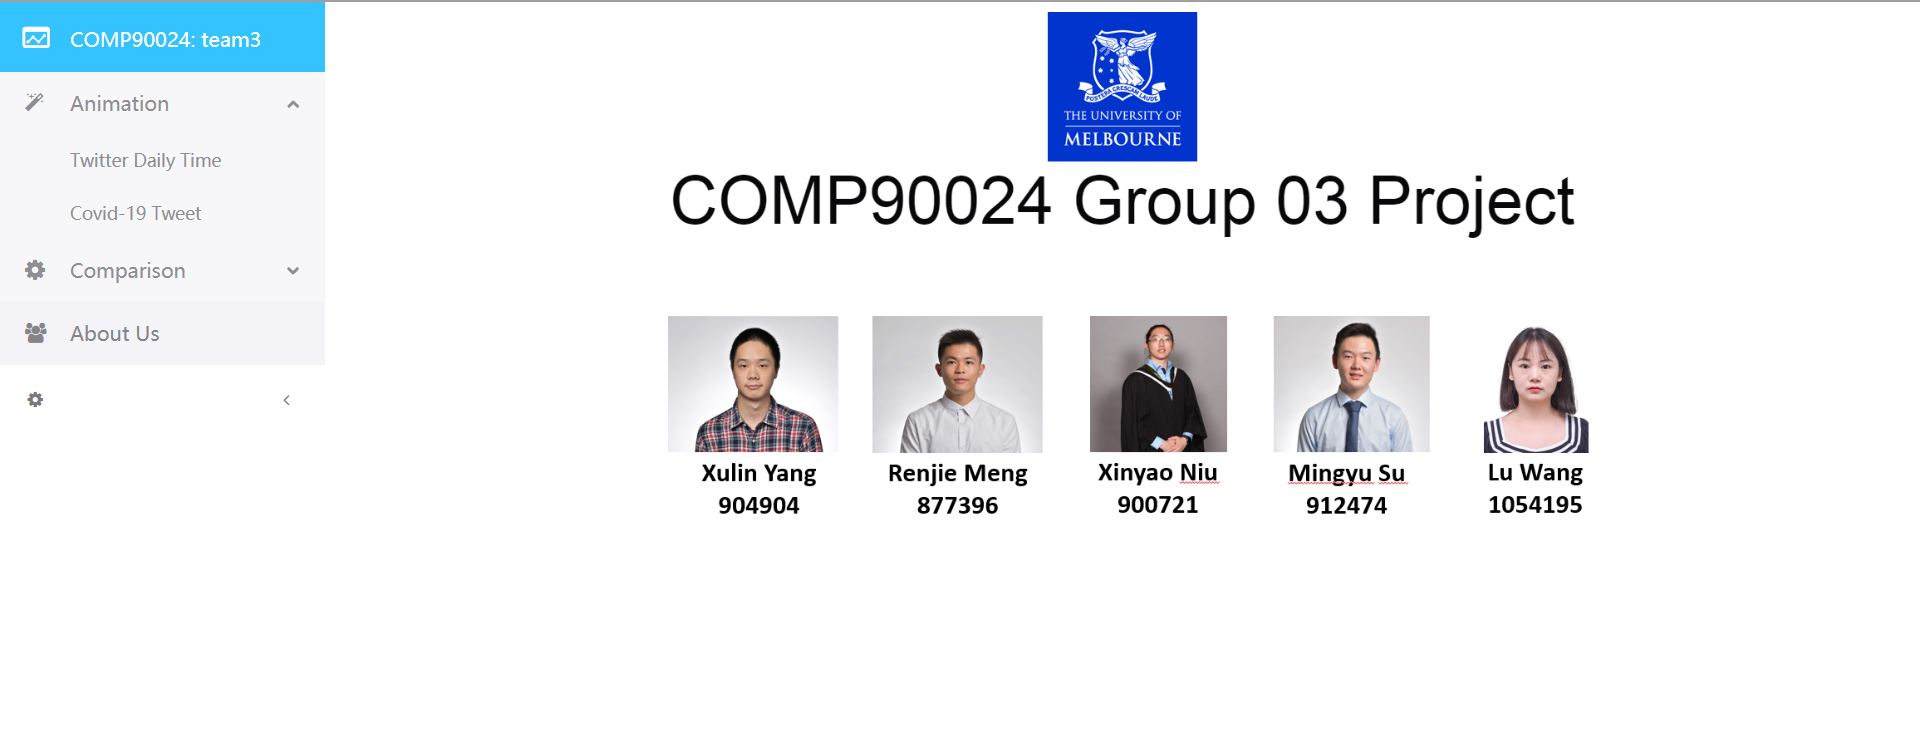 COMP90024: team3
Animation
Twitter Daily Time
Covid-19 Tweet
Comparison
About Us
POSTERA CRESCAM LAUDE
THE UNIVERSITY OF
MELBOURNE
COMP90024 Group 03 Project
Xulin Yang
904904
Renjie Meng
877396
Xinyao Niu
900721
Mingyu Su
912474
Lu Wang
1054195